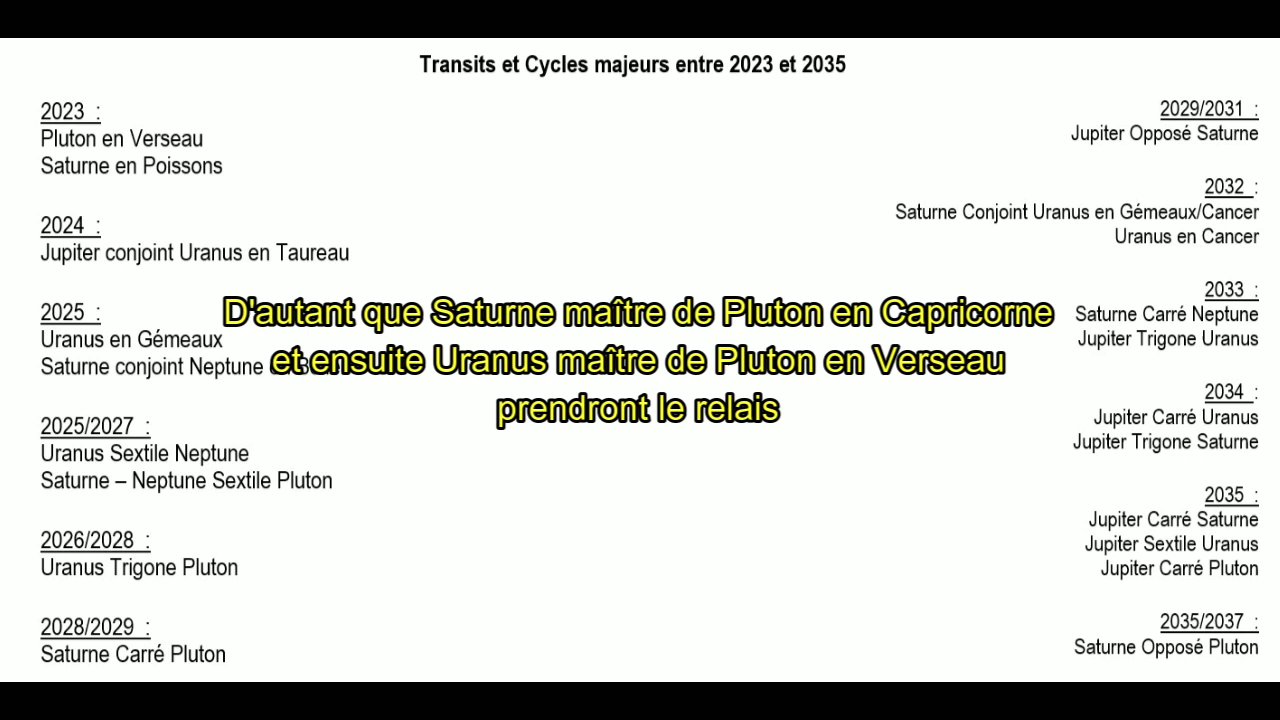 Transits et Cycles majeurs entre 2023 et 2035
2023 :
Pluton en Verseau
Saturne en Poissons
2024 :
Jupiter conjoint Uranus en Taureau
2025 :
Uranus en Gémeaux
Saturne conjoint Neptune
2025/2027 :
Uranus Sextile Neptune
Saturne – Neptune Sextile Pluton
2026/2028 :
Uranus Trigone Pluton
2028/2029 :
Saturne Carré Pluton
D'autant que Saturne maître de Pluton en Capricorne
et ensuite Uranus maître de Pluton en Verseau
prendront le relais
2029/2031 :
Jupiter Opposé Saturne
2032 :
Saturne Conjoint Uranus en Gémeaux/Cancer
Uranus en Cancer
2033 :
Saturne Carré Neptune
Jupiter Trigone Uranus
2034 :
Jupiter Carré Uranus
Jupiter Trigone Saturne
2035 :
Jupiter Carré Saturne
Jupiter Sextile Uranus
Jupiter Carré Pluton
2035/2037 :
Saturne Opposé Pluton